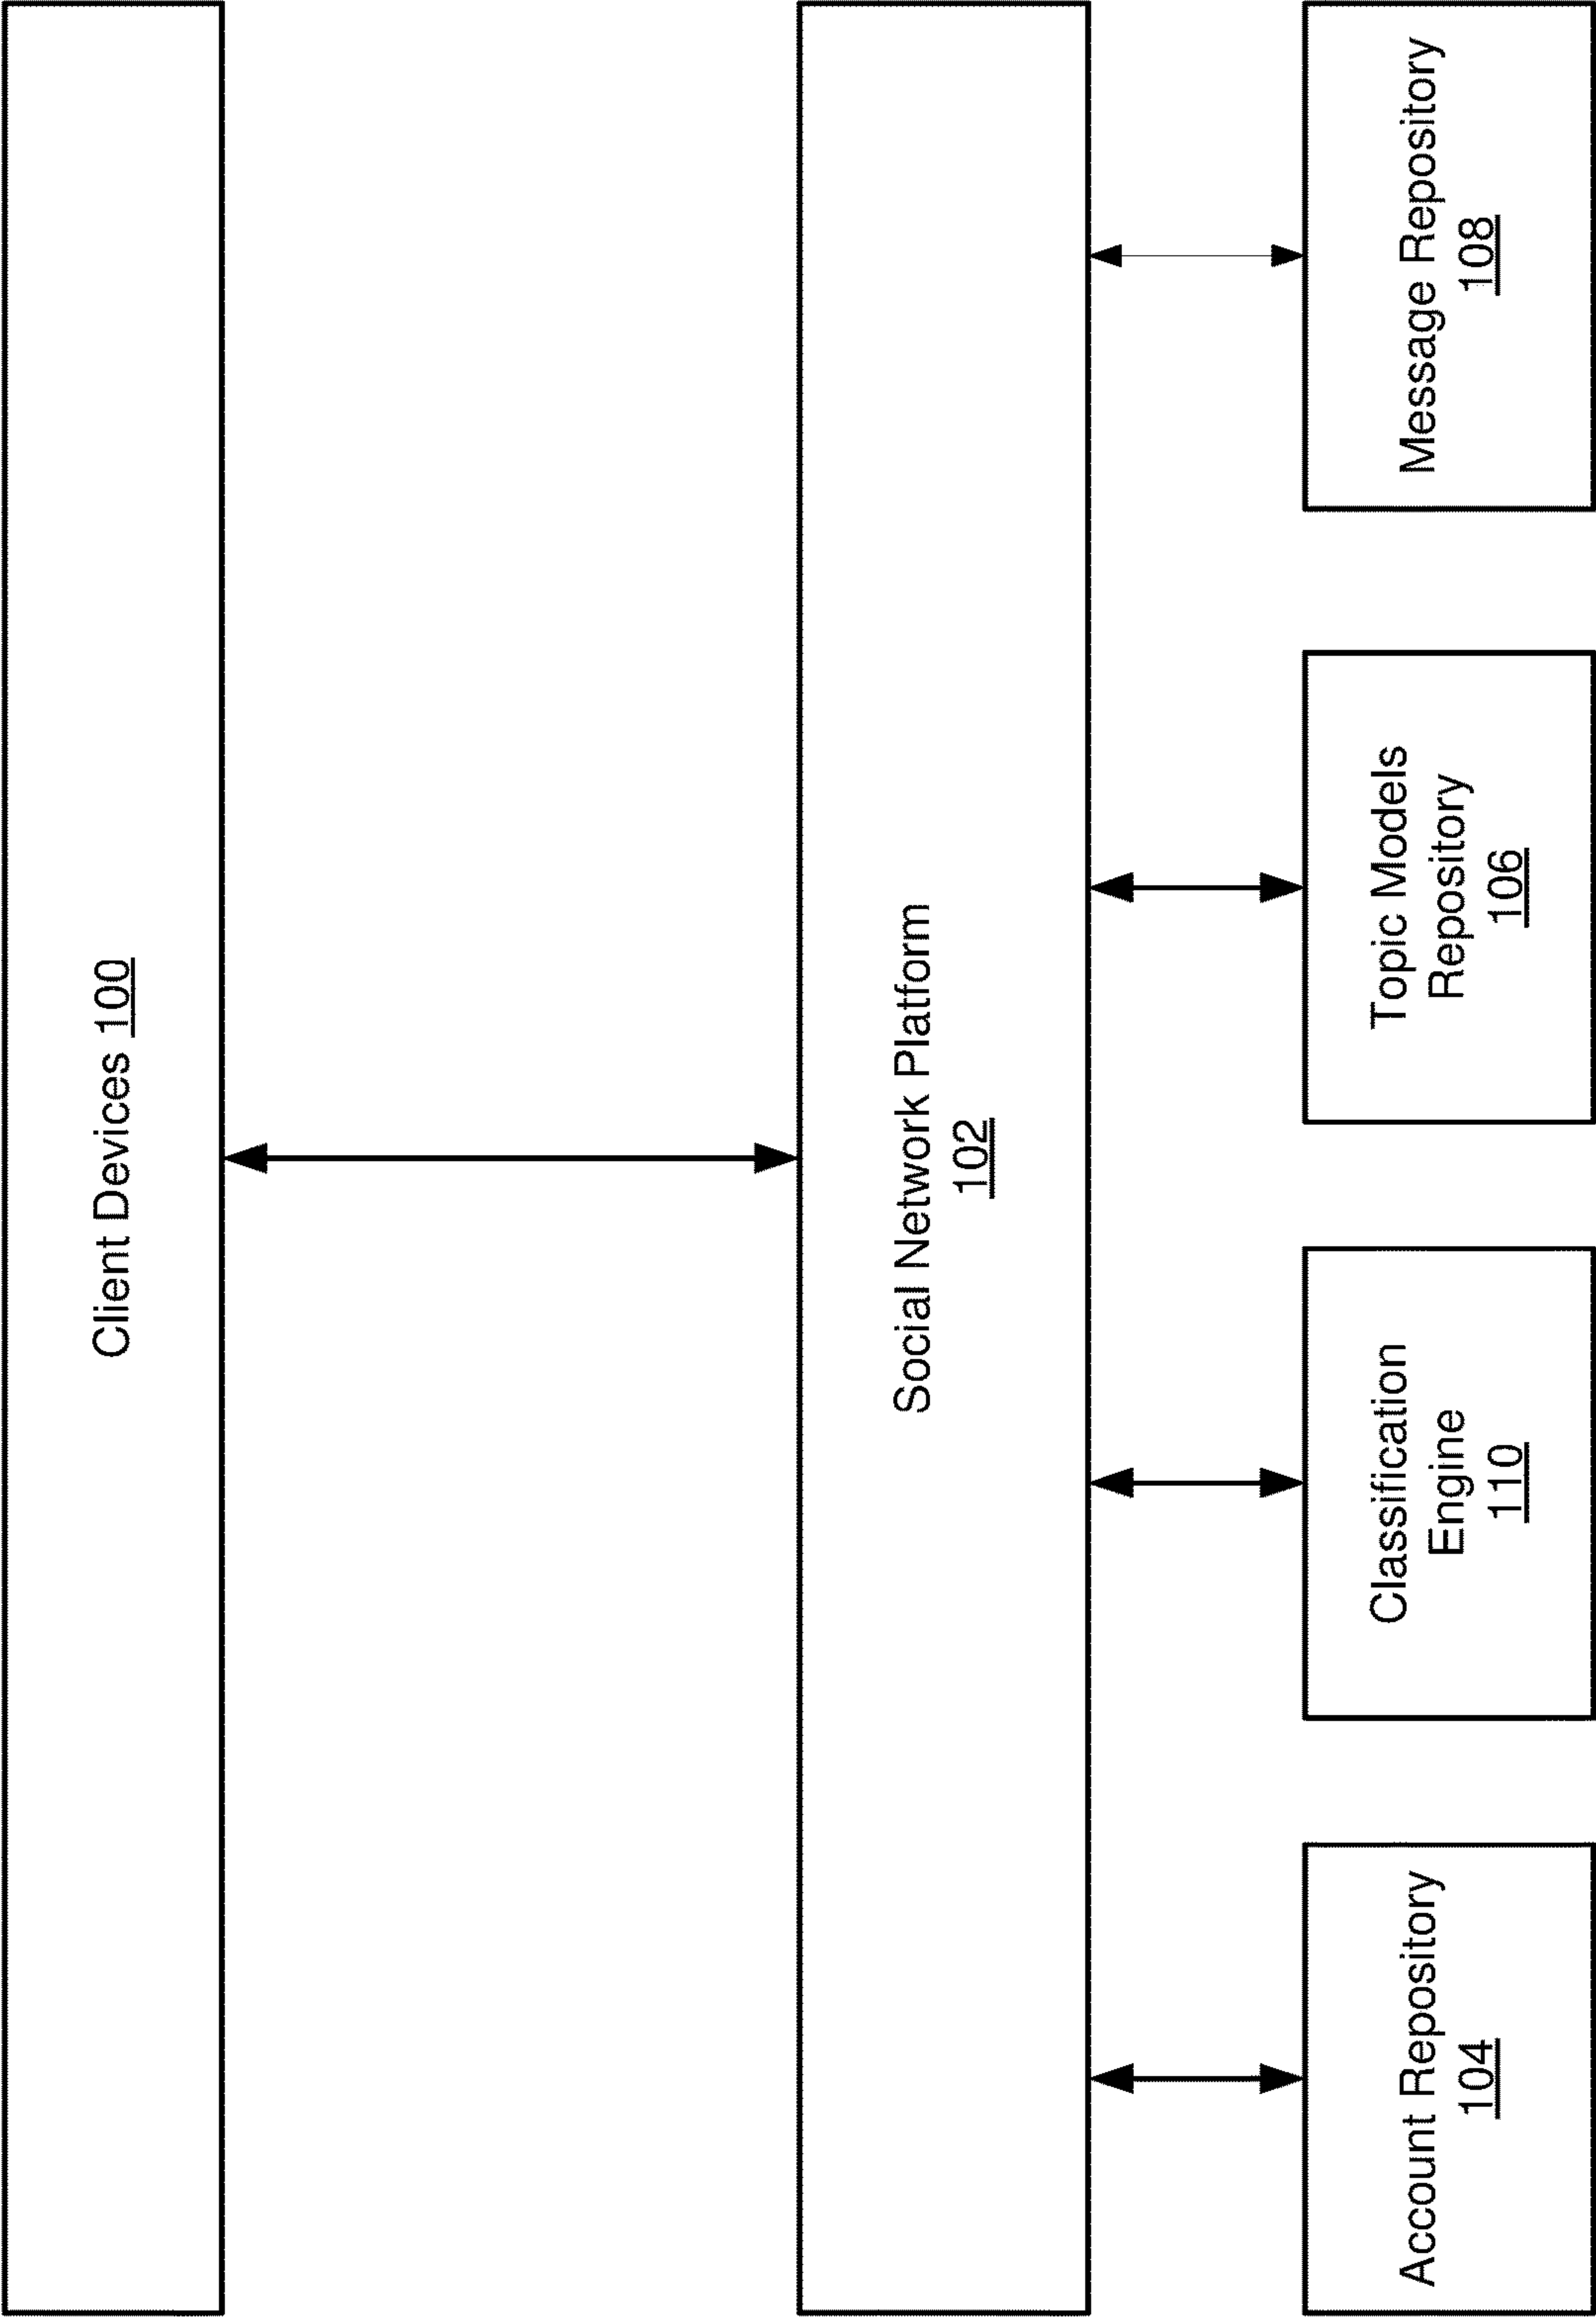 Client Devices 100
Social Network Platform
102
Account Repository
104
Classification
Engine
110
Topic Models
Repository
106
Message Repository
108